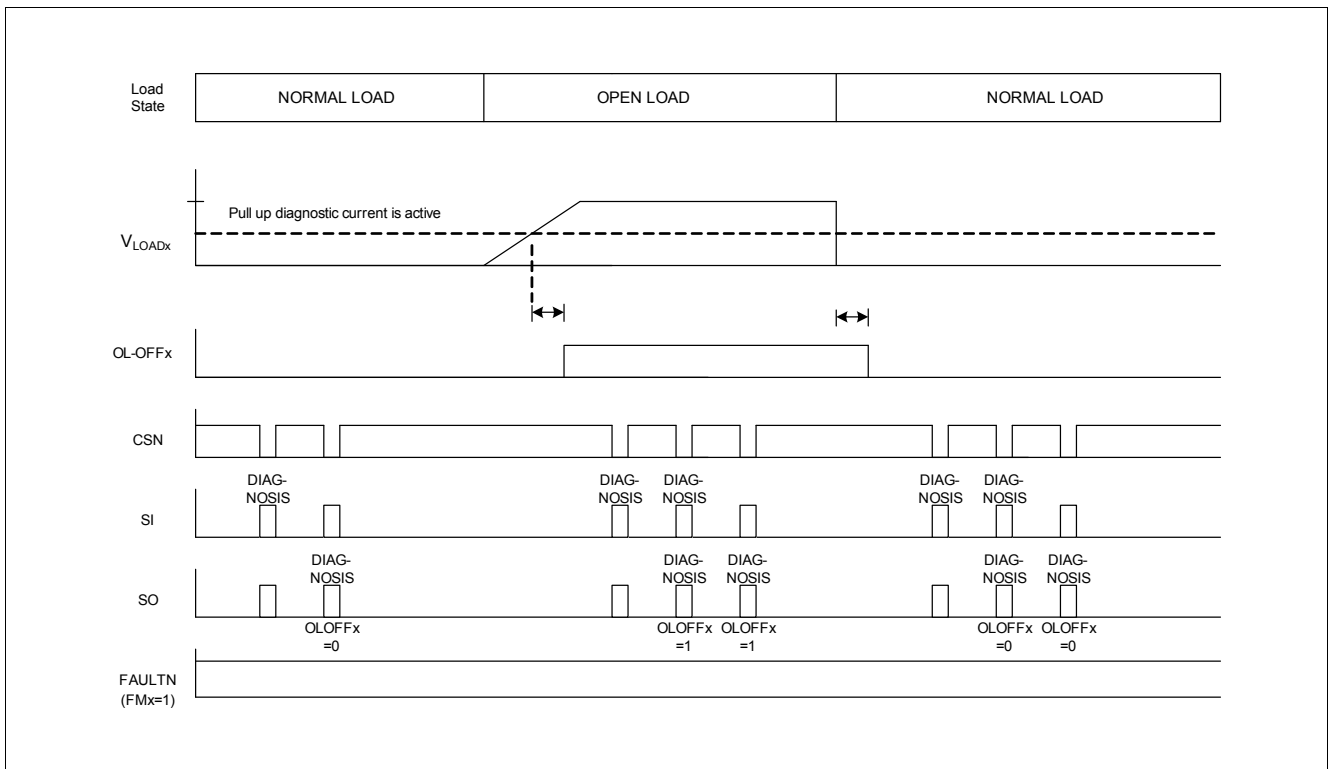 Load
State
NORMAL LOAD
OPEN LOAD
NORMAL LOAD
Pull up diagnostic current is active
VLOADx
OL-OFFx
CSN
DIAG-
NOSIS
DIAG-
NOSIS
DIAG-
NOSIS
DIAG-
NOSIS
DIAG-
NOSIS
SI
DIAG-
NOSIS
DIAG-
NOSIS
DIAG-
NOSIS
DIAG-
NOSIS
DIAG-
NOSIS
SO
OLOFFx
=0
OLOFFx
=1
OLOFFx
=1
OLOFFx
=0
OLOFFx
=0
FAULTN
(FMx=1)